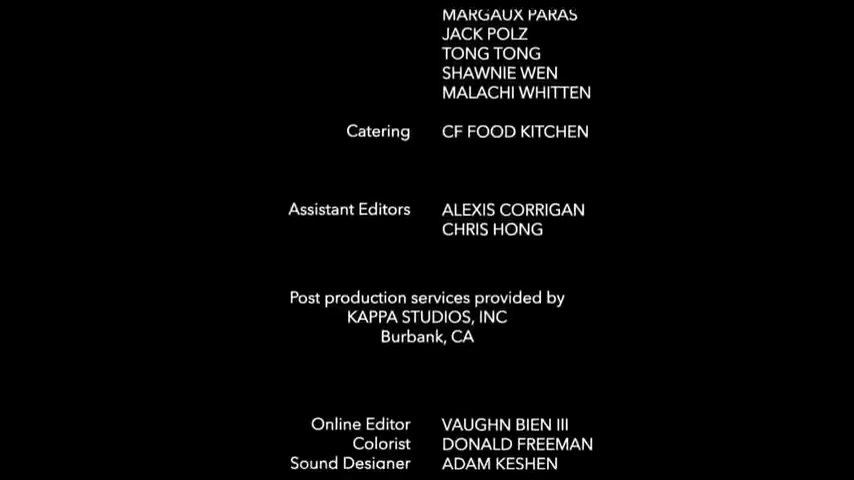 MARGAUX PARAS
JACK POLZ
TONG TONG
SHAWNIE WEN
MALACHI WHITTEN
Catering CF FOOD KITCHEN
Assistant Editors ALEXIS CORRIGAN
CHRIS HONG
Post production services provided by
KAPPA STUDIOS, INC
Burbank, CA
Online Editor VAUGHN BIEN III
Colorist DONALD FREEMAN
Sound Designer ADAM KESHEN